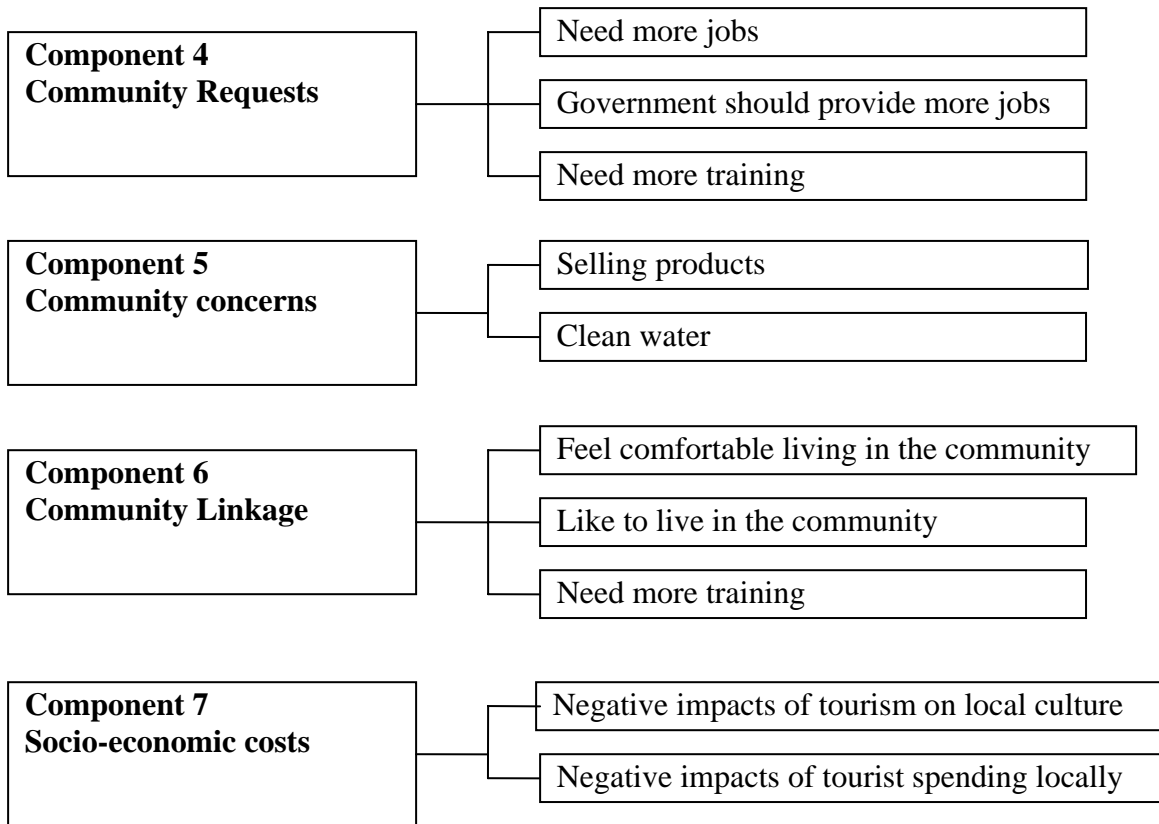 Component 4
Community Requests
Need more jobs
Government should provide more jobs
Need more training
Component 5
Community concerns
Selling products
Clean water
Component 6
Community Linkage
Feel comfortable living in the community
Like to live in the community
Need more training
Component 7
Socio-economic costs
Negative impacts of tourism on local culture
Negative impacts of tourist spending locally